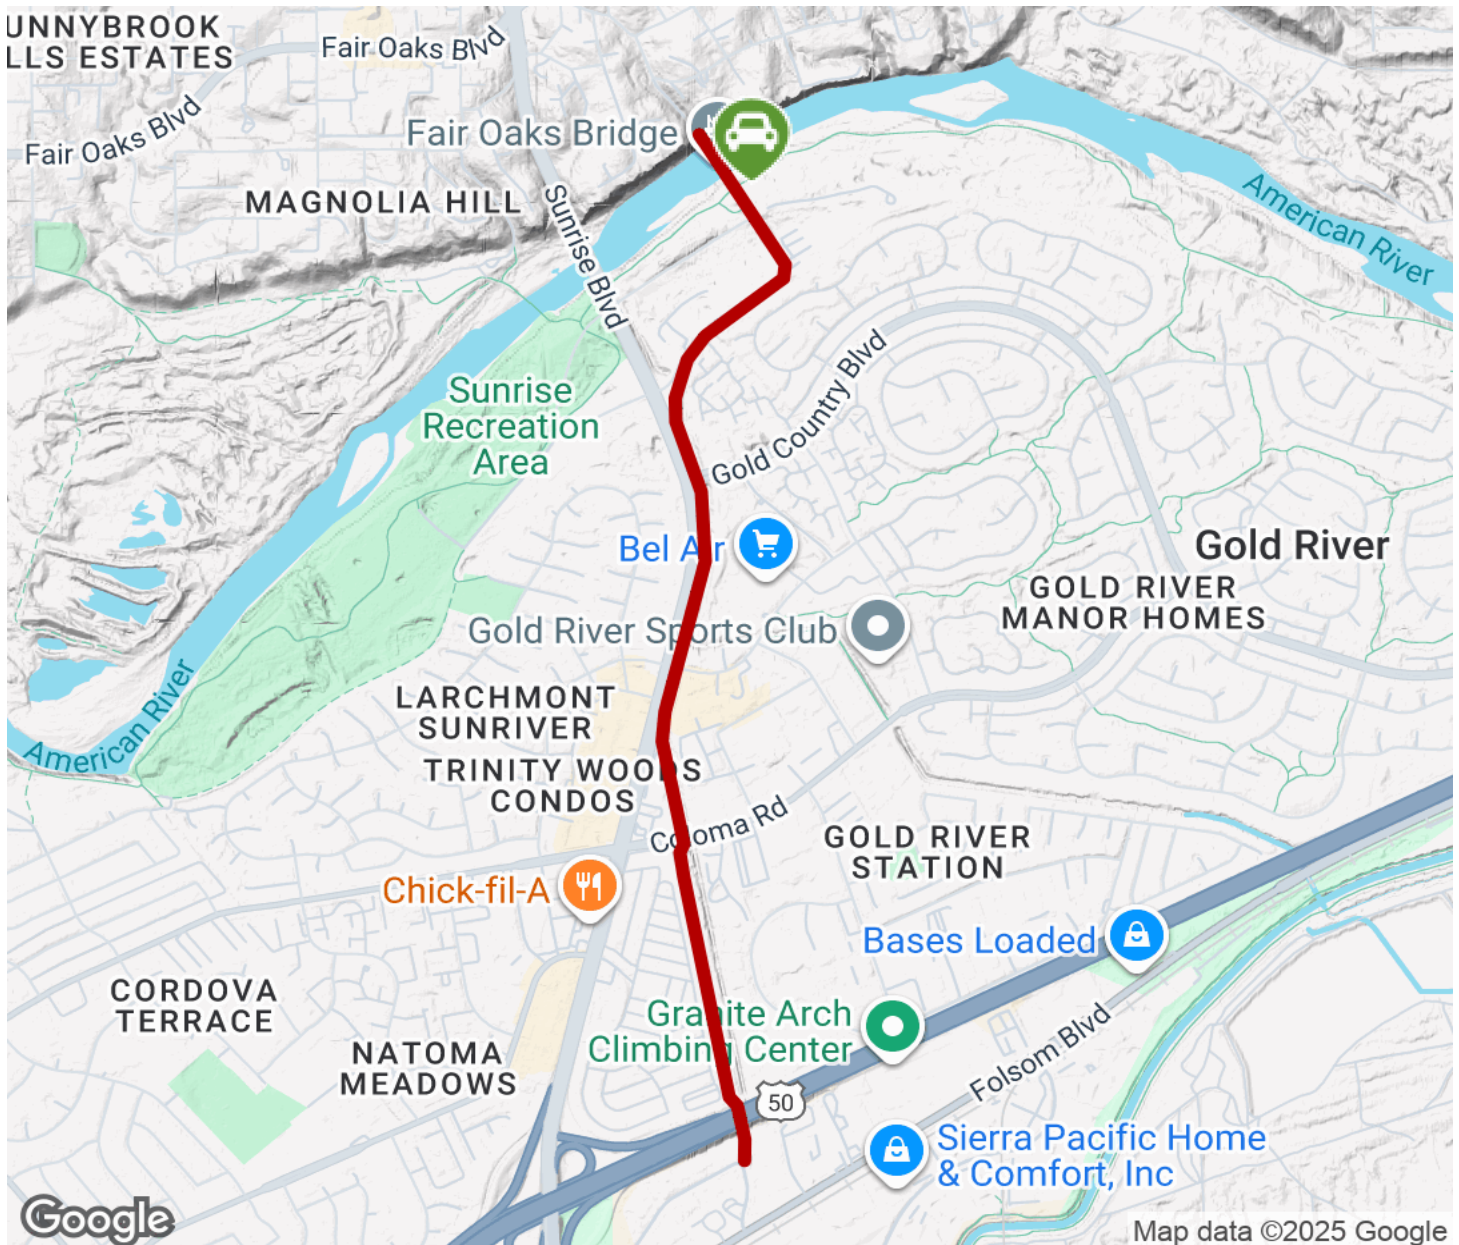 UNNYBROOK
LLS ESTATES
Fair Oaks Blvd
Fair Oaks Blvd
Fair Oaks Bridge
MAGNOLIA HILL
Sunrise Blvd
American River
Sunrise
Recreation
Area
Gold Country Blvd
Bel Air
Gold River
GOLD RIVER
MANOR HOMES
Gold River Sports Club
LARCHMONT
SUNRIVER
American River
TRINITY WOODS
CONDOS
Coloma Rd
GOLD RIVER
STATION
Chick-fil-A
Bases Loaded
CORDOVA
TERRACE
Granite Arch
Climbing Center
NATOMA
MEADOWS
Folsom Blvd
50
Sierra Pacific Home
& Comfort, Inc
Google
Map data ©2025 Google